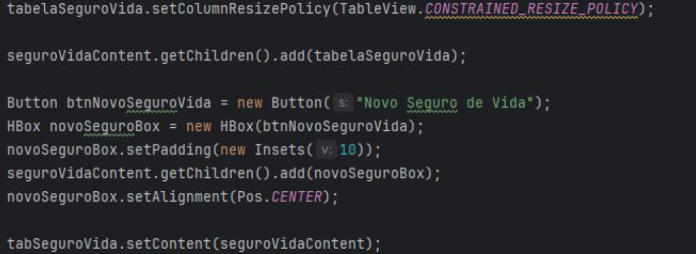 tabelaSeguroVida.setColumnResizePolicy(TableView.CONSTRAINED_RESIZE_POLICY);
seguroVidaContent.getChildren().add(tabelaSeguroVida);
Button btnNovoSeguroVida = new Button( s: "Novo Seguro de Vida");
HBox novoSeguroBox = new HBox(btnNovoSeguroVida);
novoSeguroBox.setPadding(new Insets( v: 10));
seguroVidaContent.getChildren().add(novoSeguroBox);
novoSeguroBox.setAlignment(Pos.CENTER);
tabSeguroVida.setContent(seguroVidaContent);